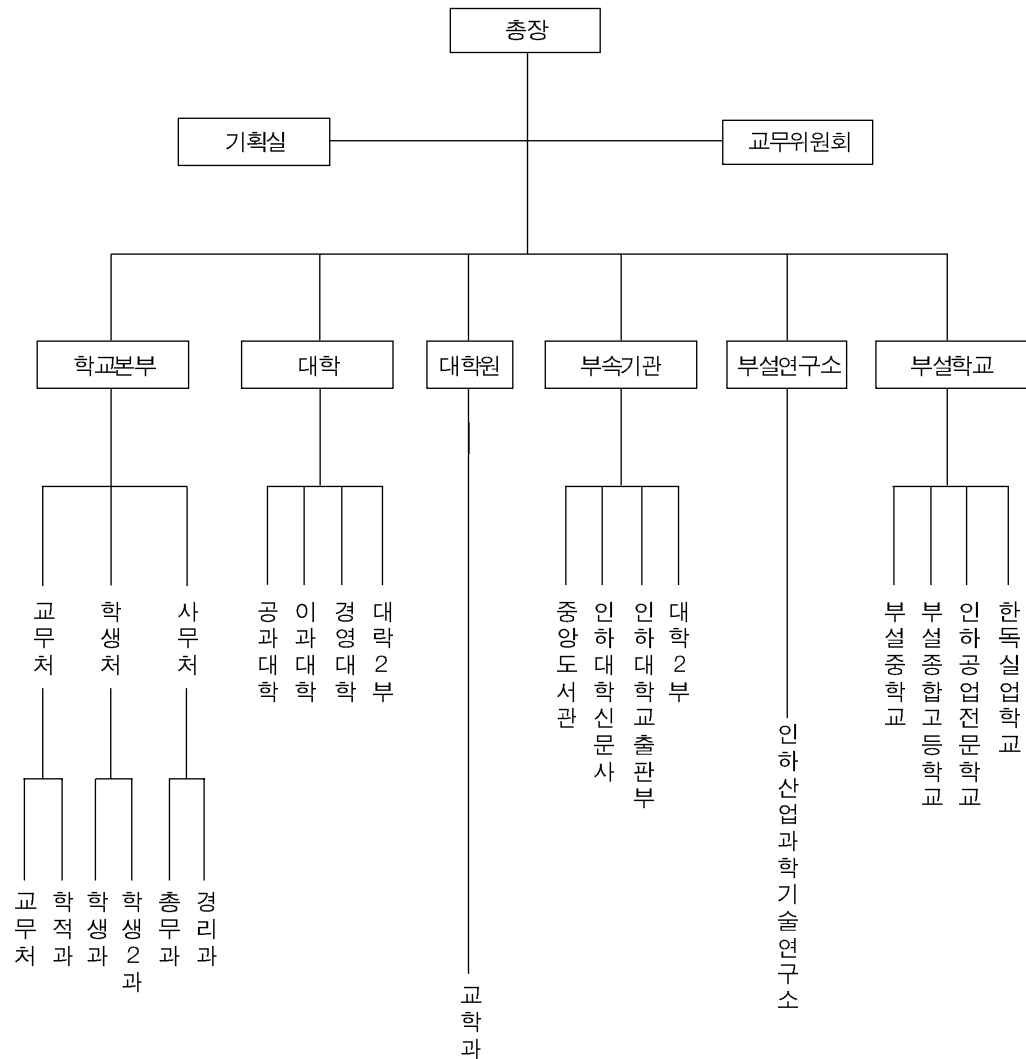 총장
기획실
교무위원회
학교본부
대학
대학원
부속기관
부설연구소
부설학교
교무처
학생처
사무처
공과대학
이과대학
경영대학
대락2부
중앙도서관
인하대학신문사
인하대학교출판부
대학2부
부설중학교
부설종합고등학교
인하공업전문학교
한독실업학교
인하산업과학기술연구소
교무처
학적과
학생과
학생2과
총무과
경리과
교학과